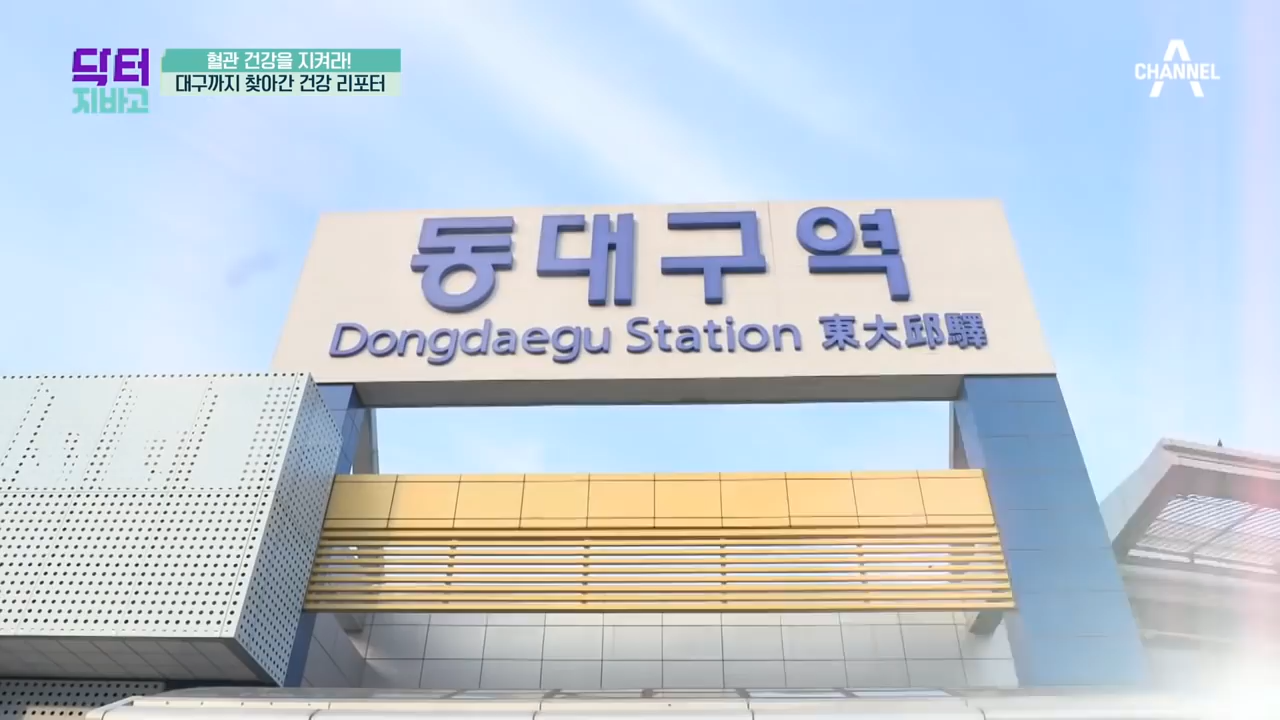 닥터
지바고
혈관 건강을 지켜라!
대구까지 찾아간 건강 리포터
CHANNEL A
동대구역
Dongdaegu Station 東大邱驛